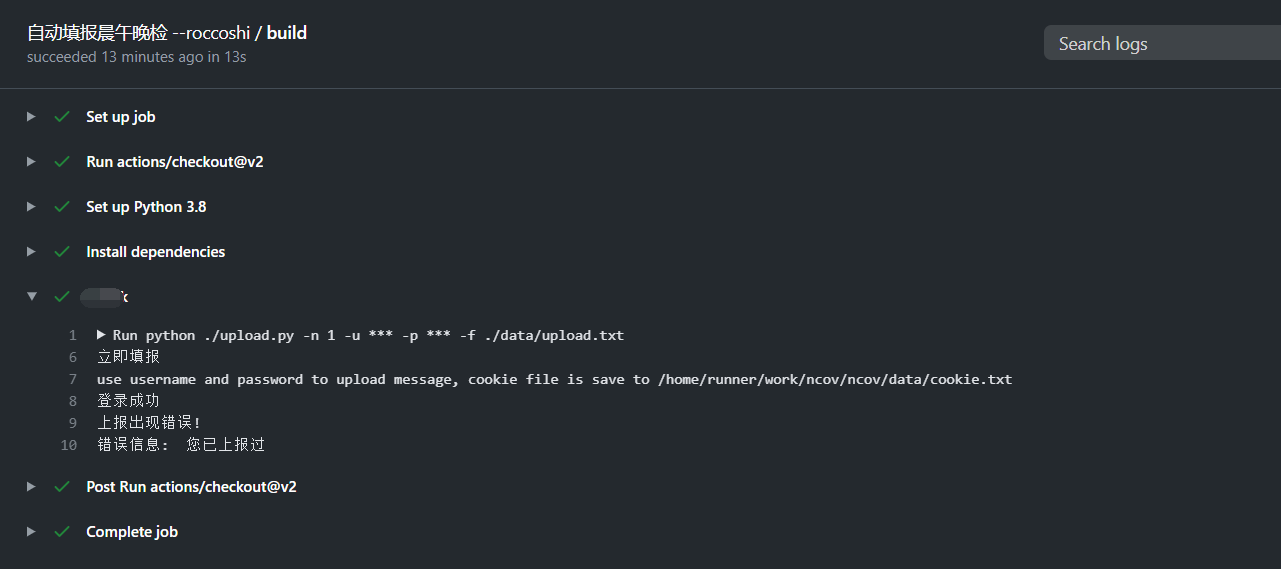 自动填报晨午晚检 --roccoshi / build
succeeded 13 minutes ago in 13s
Search logs
Set up job
Run actions/checkout@v2
Set up Python 3.8
Install dependencies
1 Run python ./upload.py -n 1 -u *** -p *** -f ./data/upload.txt
6 立即填报
7 use username and password to upload message, cookie file is save to /home/runner/work/ncov/ncov/data/cookie.txt
8 登录成功
9 上报出现错误!
10 错误信息: 您已上报过
Post Run actions/checkout@v2
Complete job